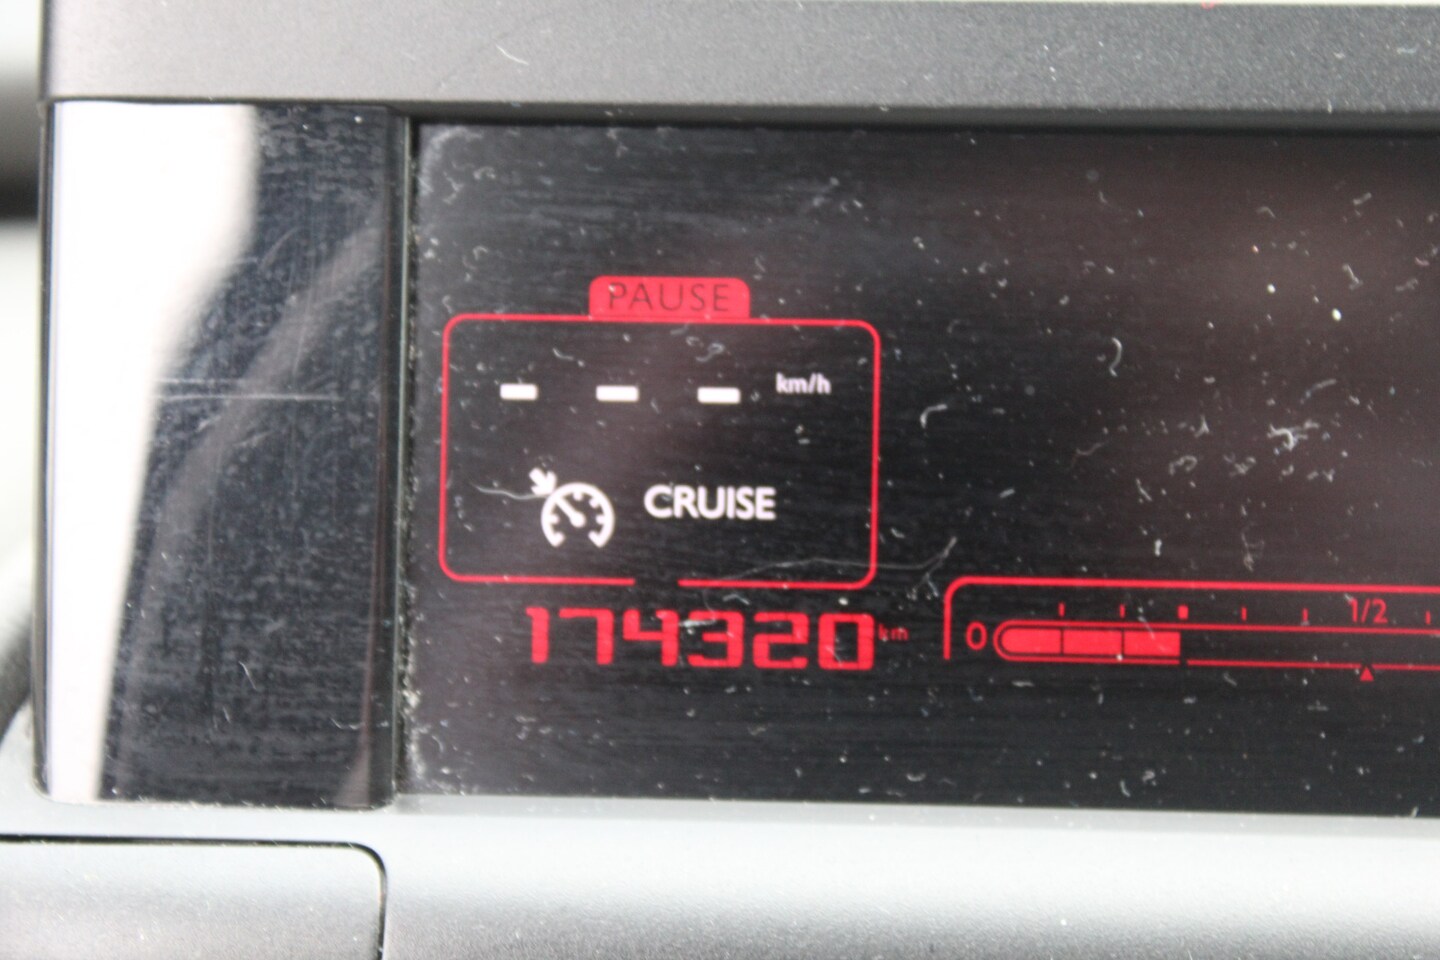 PAUSE
- - - km/h
CRUISE
174320 km
0 1/2